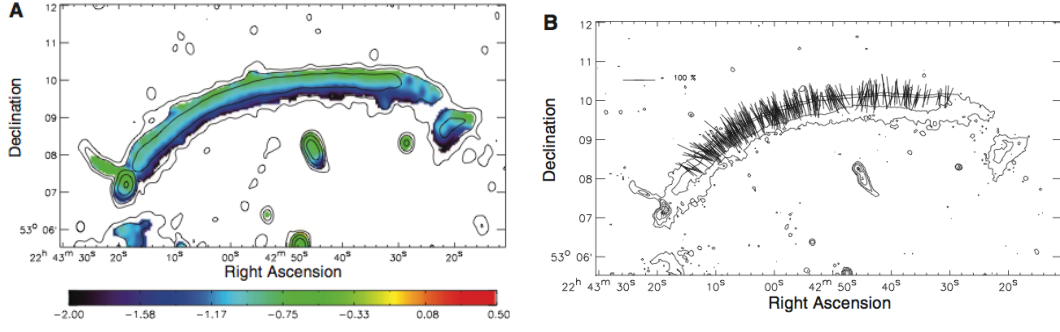 A
Declination
12
11
10
09
08
07
53° 06'
22h 43m 30s 20s 10s 00s 42m 50s 40s 30s 20s
Right Ascension
-2.00 -1.58 -1.17 -0.75 -0.33 0.08 0.50
B
Declination
12
11
10
09
08
07
53° 06'
100 %
22h 43m 30s 20s 10s 00s 42m 50s 40s 30s 20s
Right Ascension